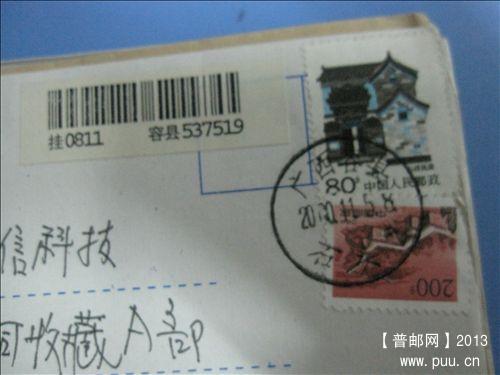 挂0811 容县537519
80分
中国人民邮政
2010.11.5.
200分
信科技
司收藏A部
【普邮网】2013
www.puu.cn